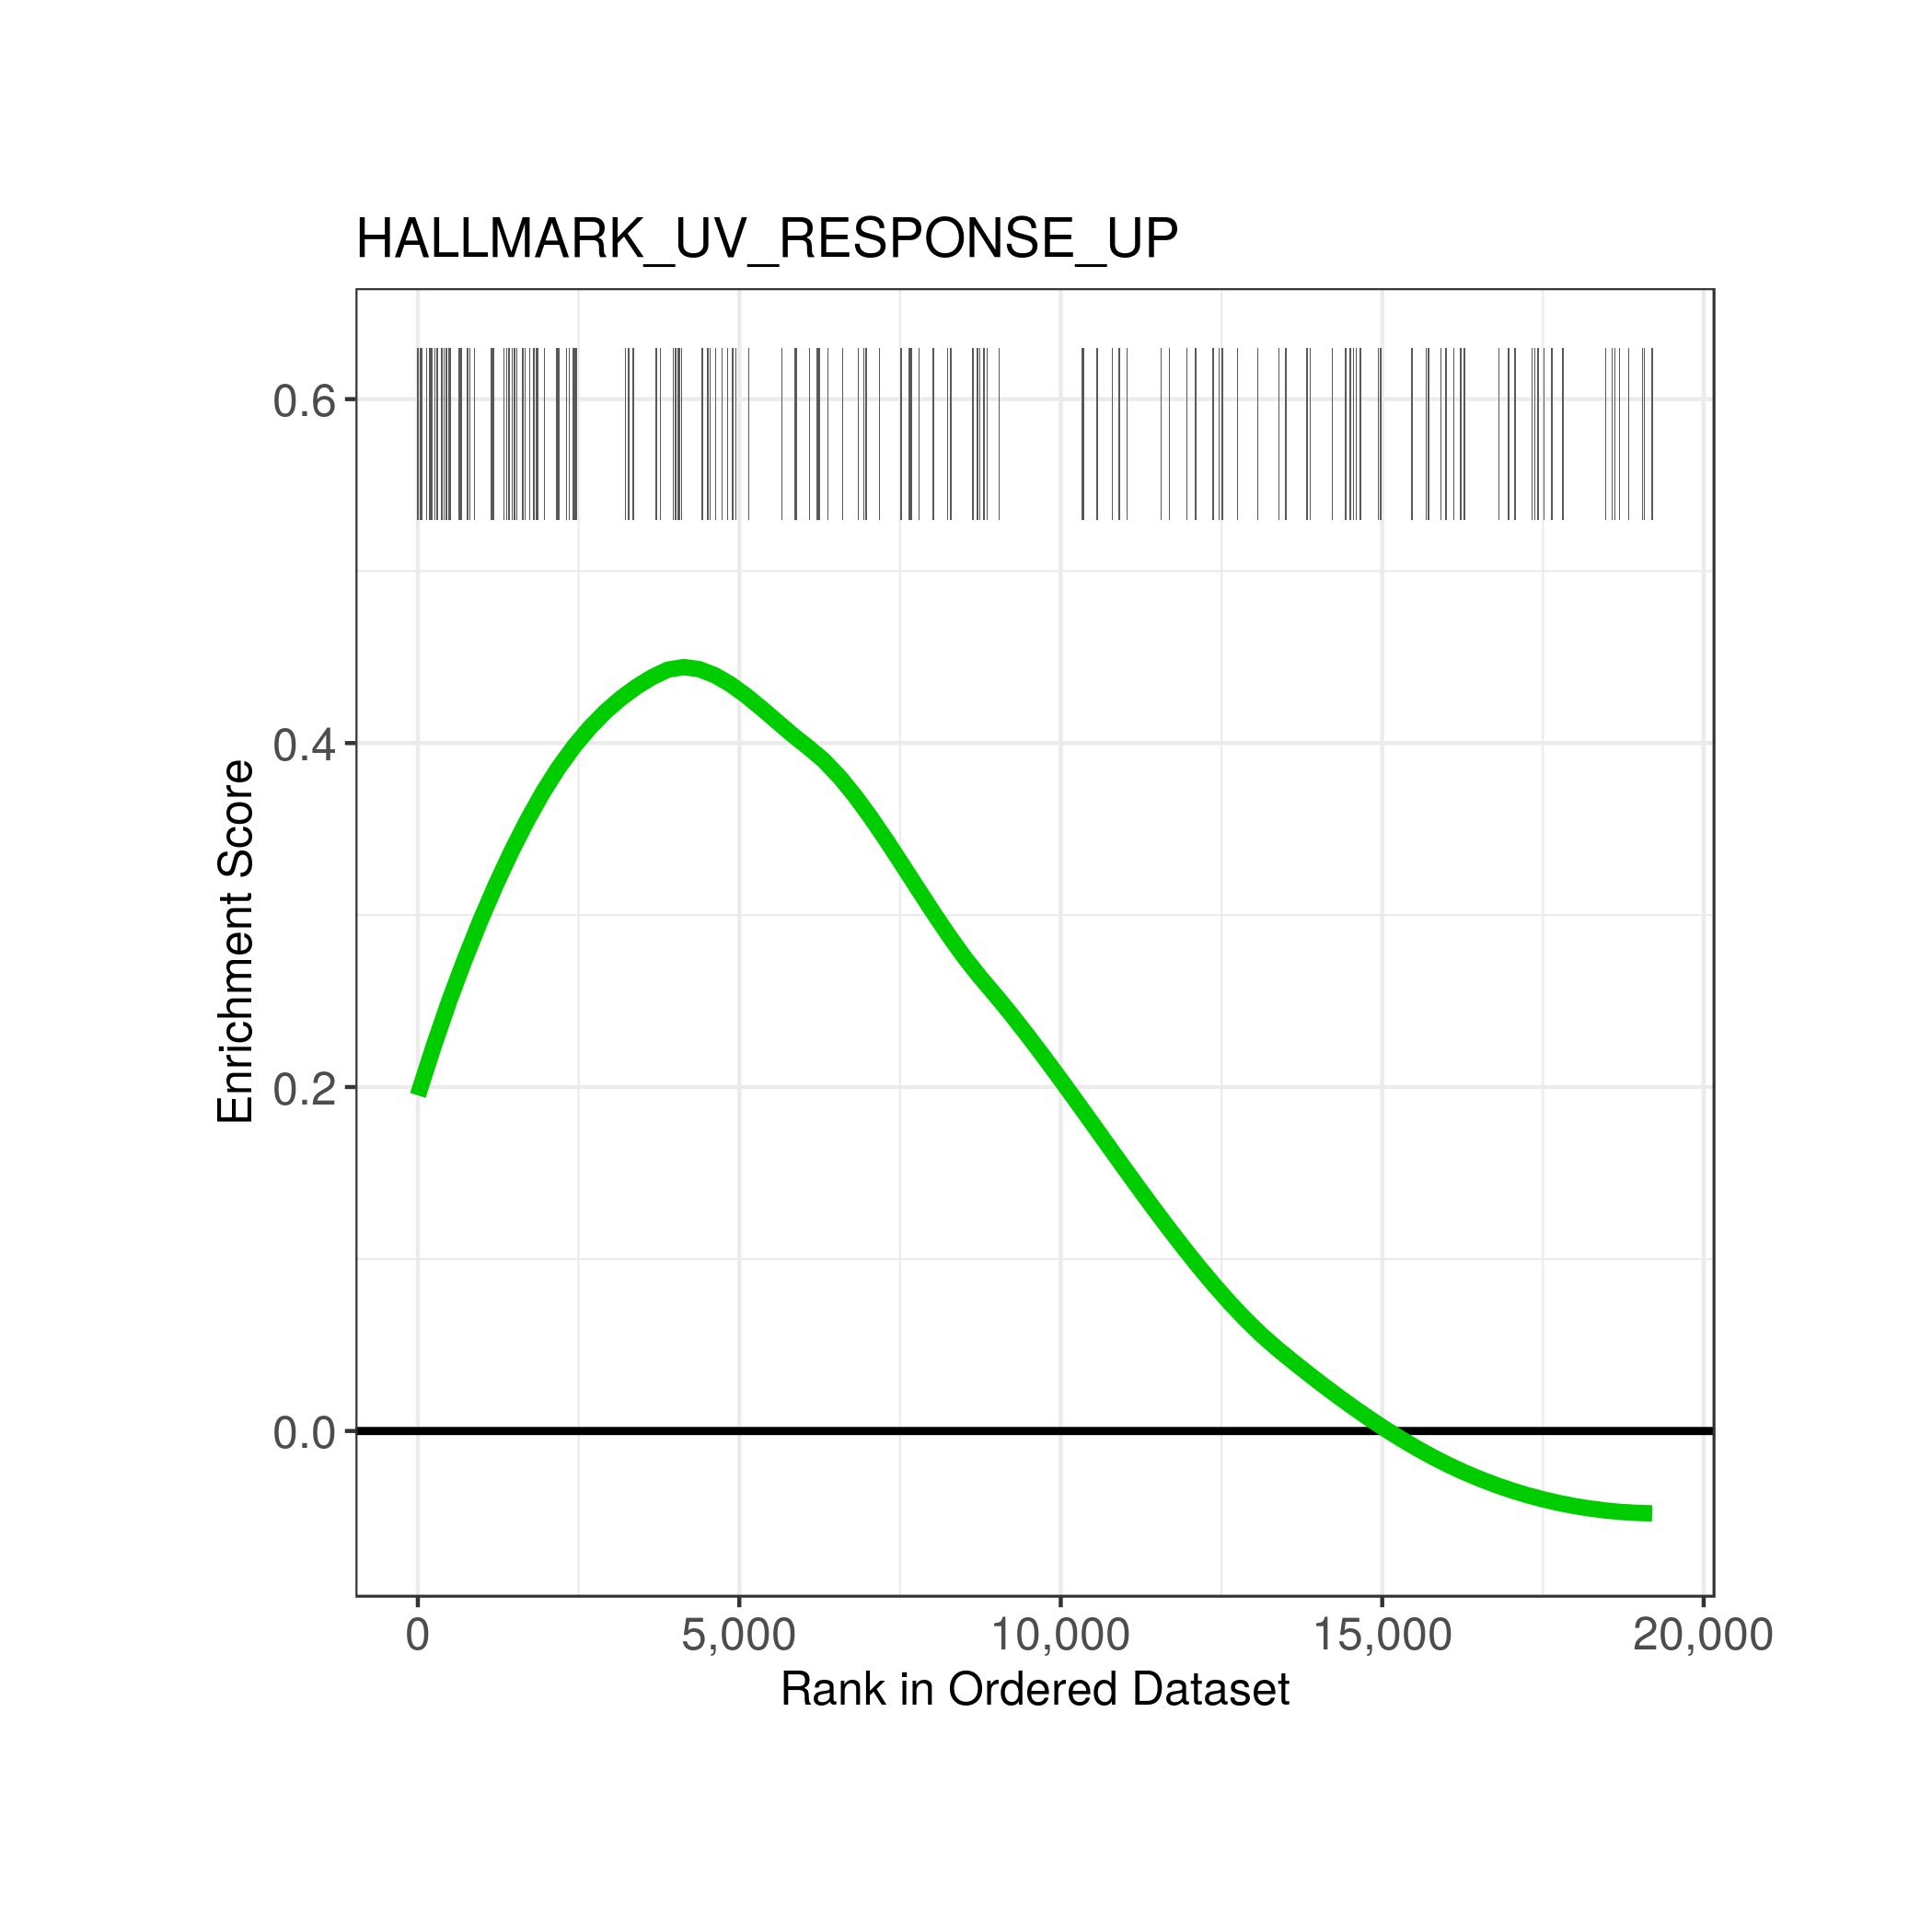 HALLMARK_UV_RESPONSE_UP
Enrichment Score
0.6
0.4
0.2
0.0
0 5,000 10,000 15,000 20,000
Rank in Ordered Dataset